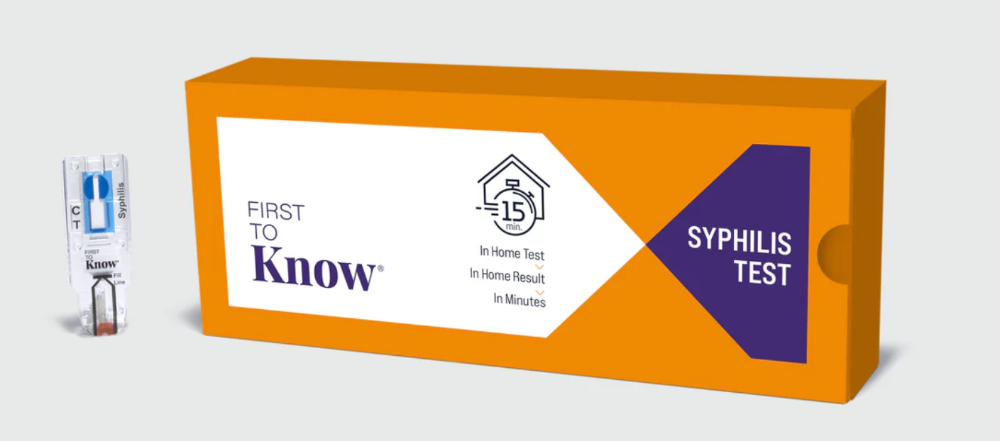 C
T
Syphilis
FIRST
TO
Know
Fill
Line
FIRST
TO
Know®
15
min.
In Home Test
In Home Result
In Minutes
SYPHILIS
TEST